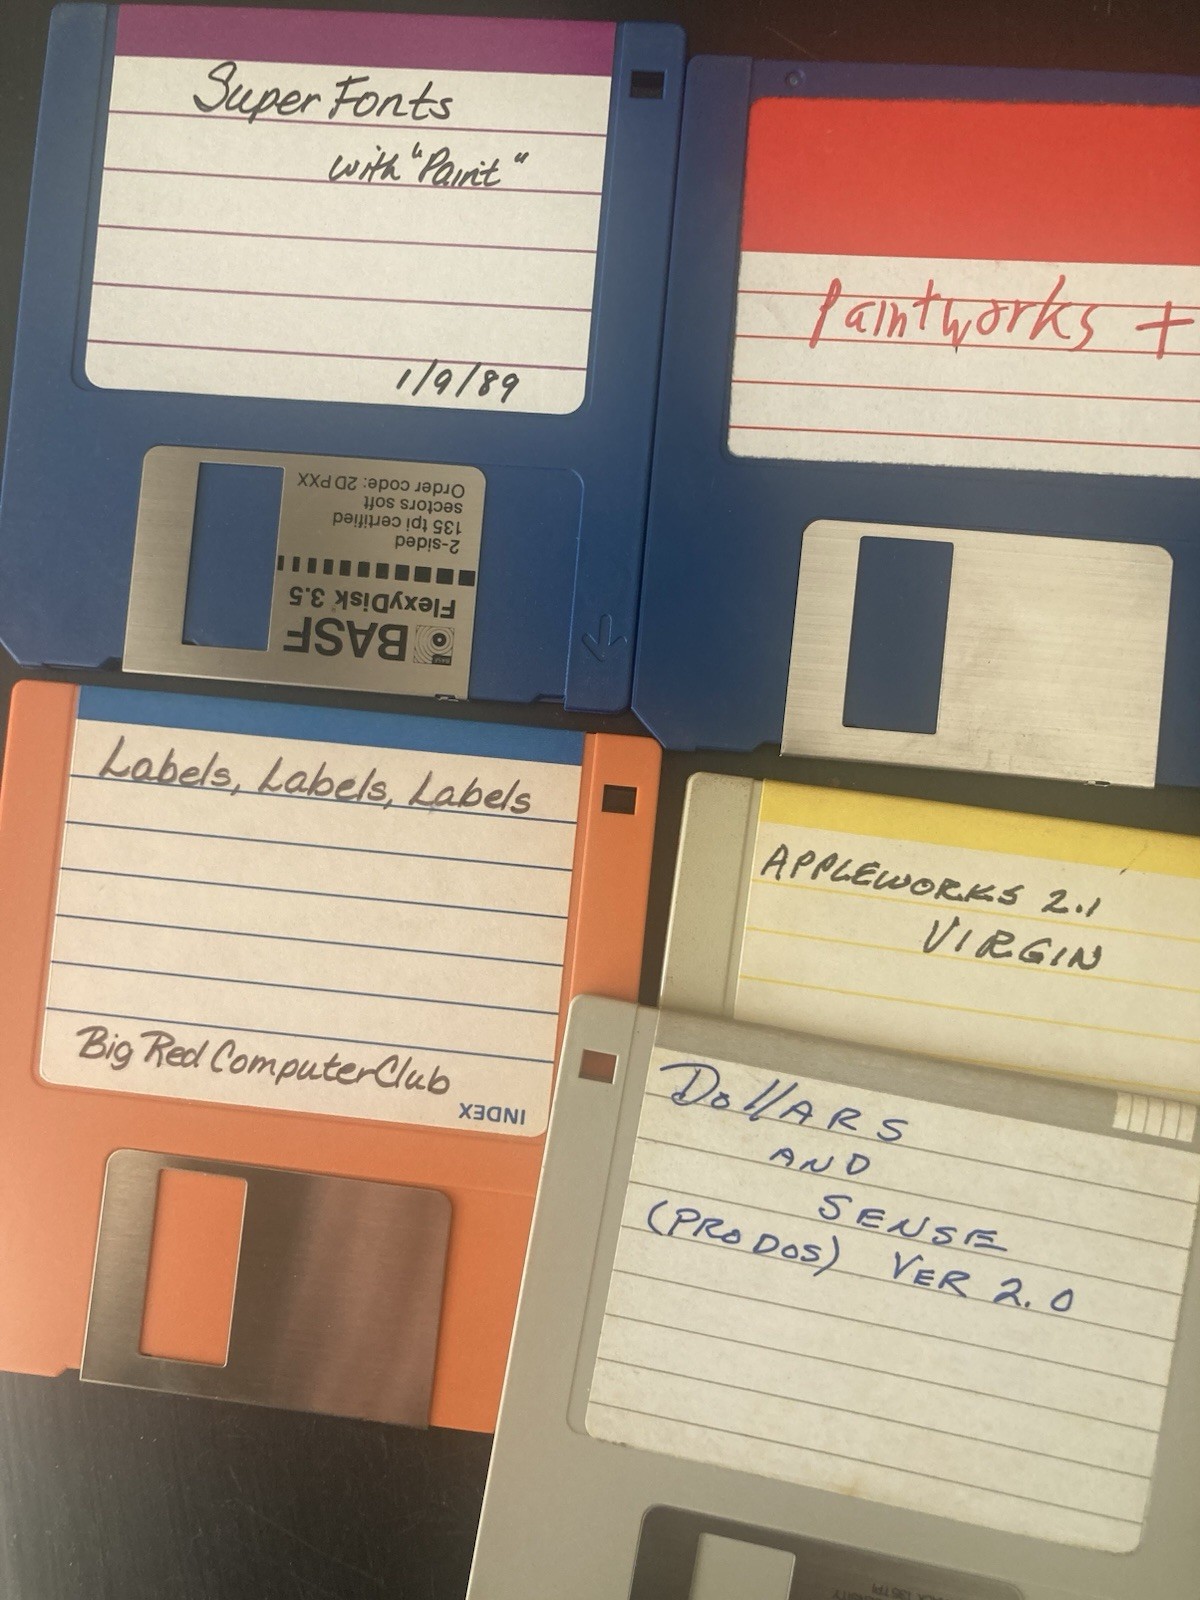 Super Fonts
with "Paint"
1/9/89
Order code: 2D PXX
sectors soft
135 tpi certified
2-sided
FlexyDisk 3.5
BASF
Paintworks +
Labels, Labels, Labels
Big Red Computer Club
INDEX
APPLEWORKS 2.1
VIRGIN
DollARS
AND
SENSE
(PRODOS) VER 2.0